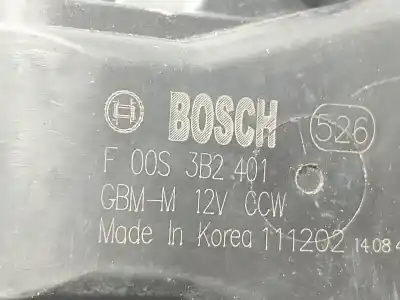 BOSCH 526
F 00S 3B2 401
GBM-M 12V CCW
Made In Korea 111202 14.08